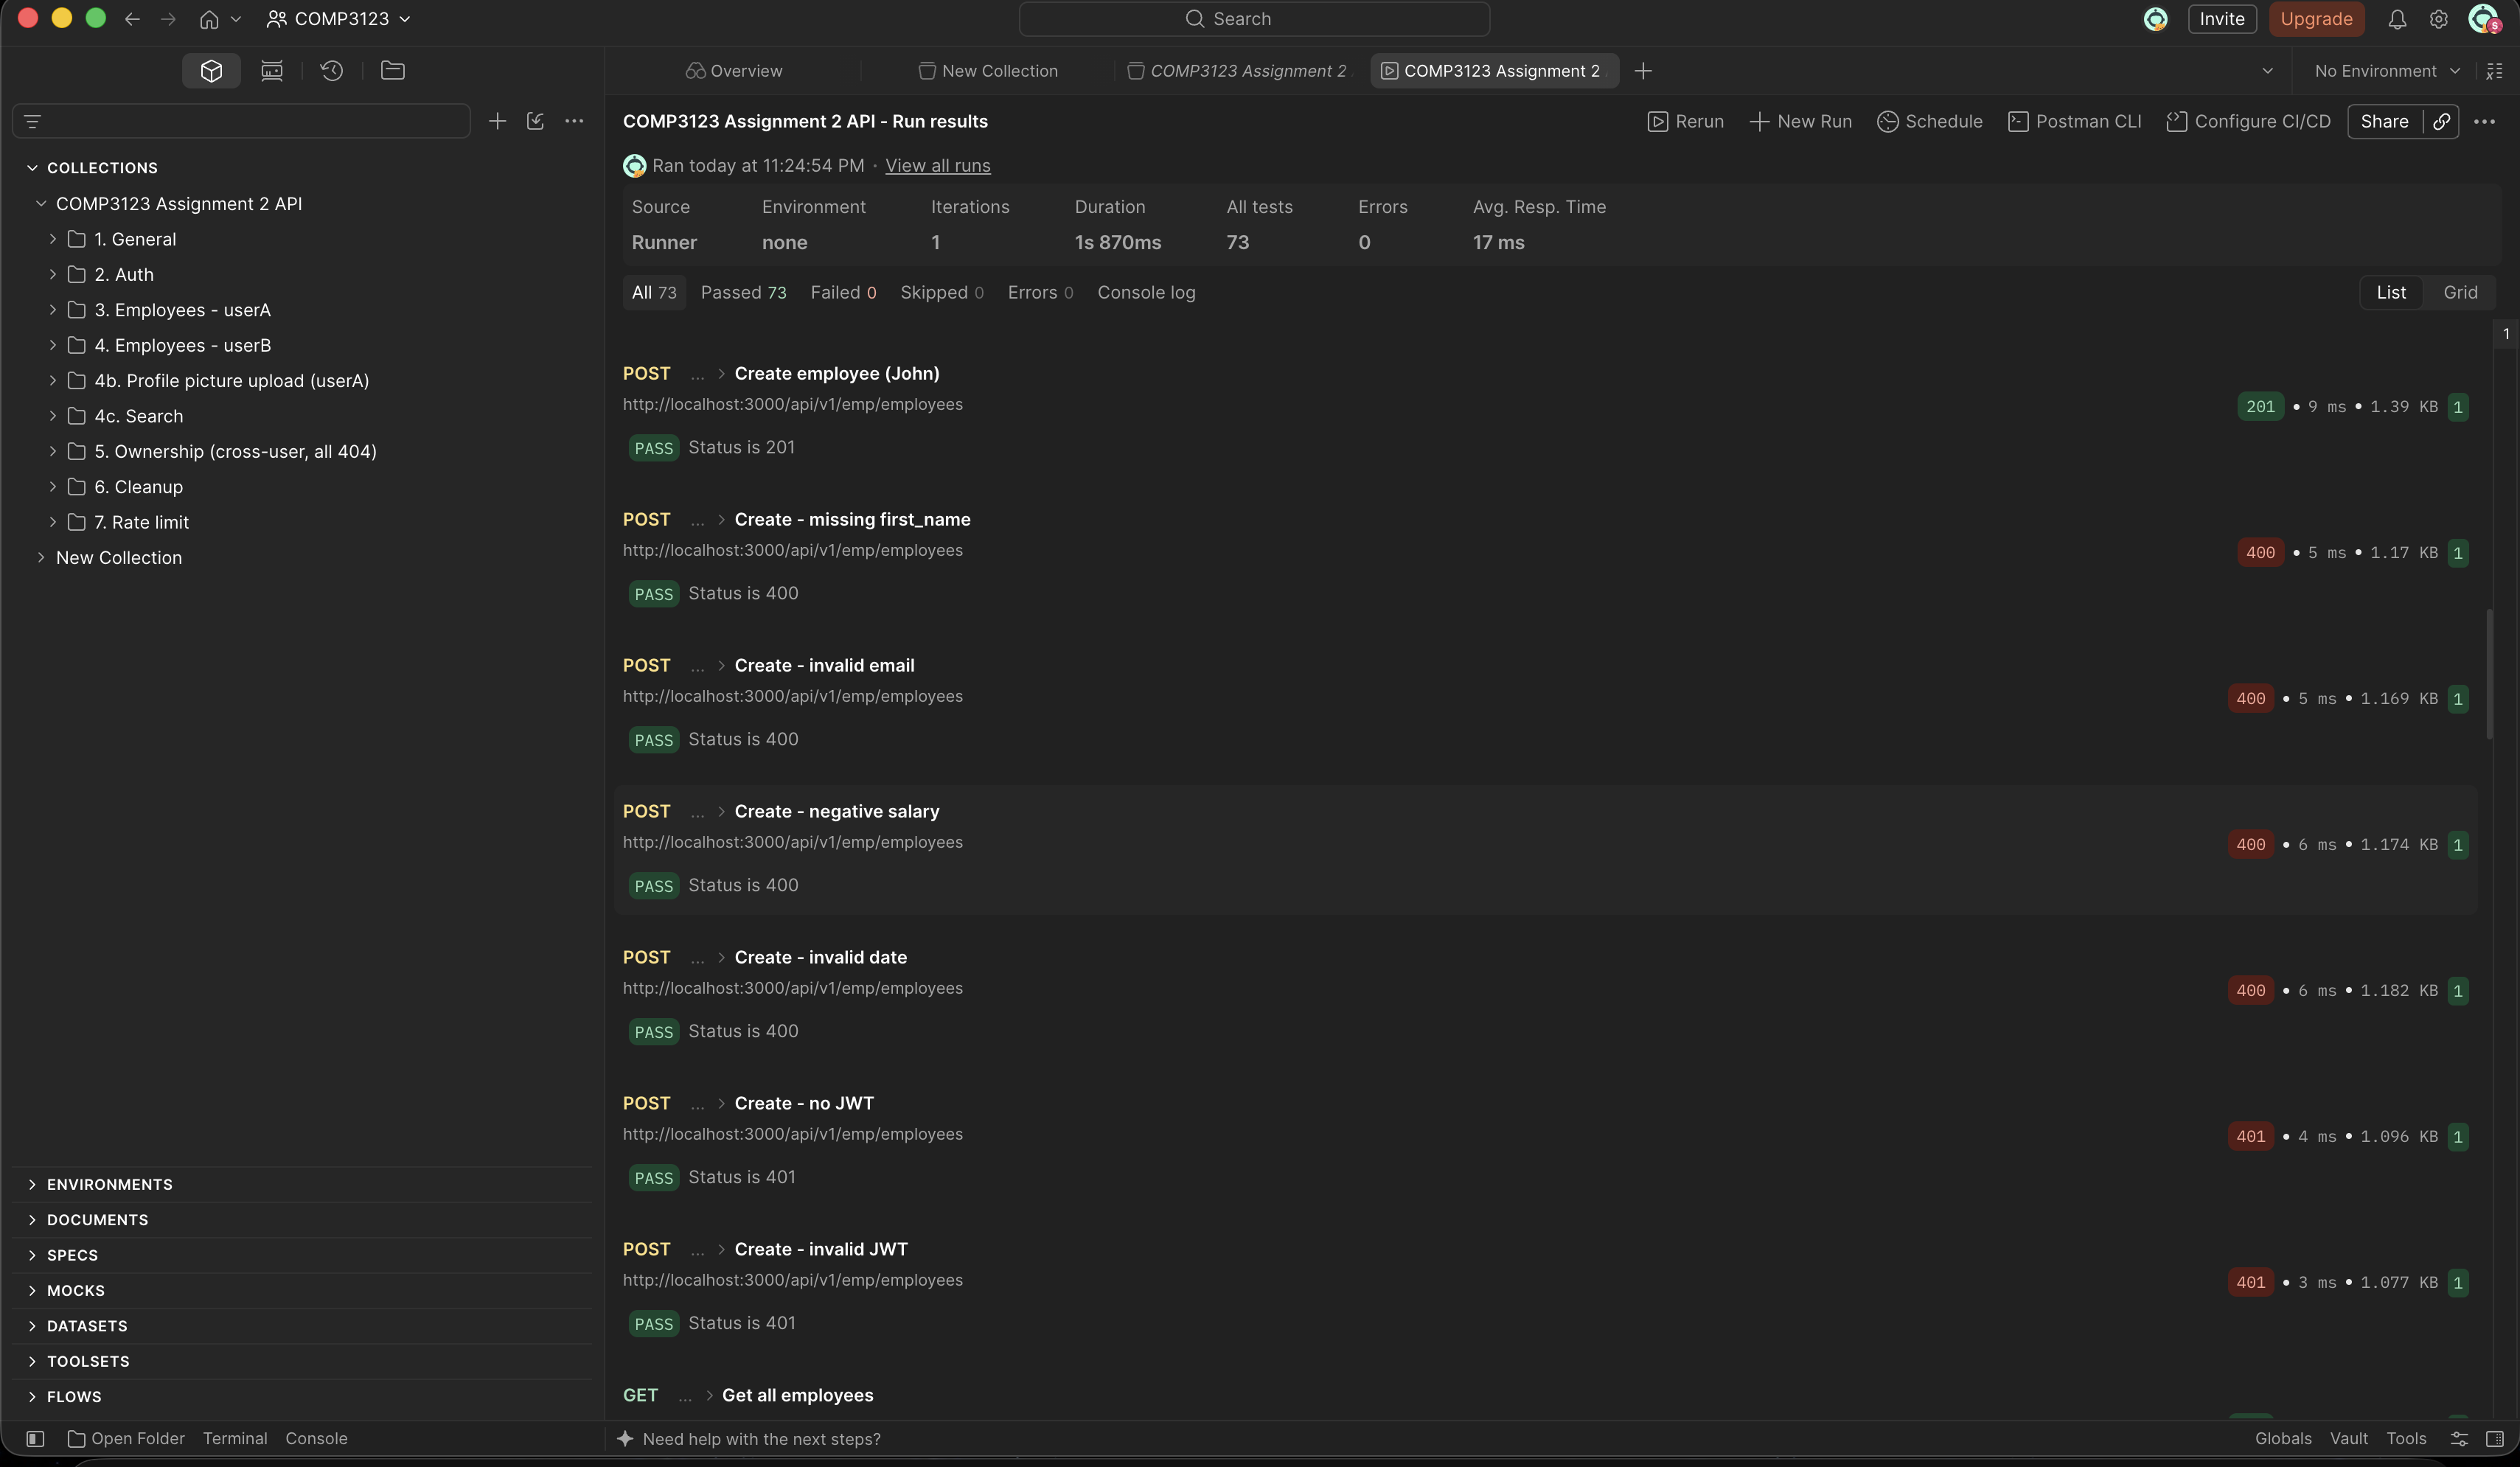 COMP3123
Search
Invite
Upgrade
Overview
New Collection
COMP3123 Assignment 2
COMP3123 Assignment 2
No Environment
COMP3123 Assignment 2 API - Run results
Rerun
New Run
Schedule
Postman CLI
Configure CI/CD
Share
COLLECTIONS
COMP3123 Assignment 2 API
1. General
2. Auth
3. Employees - userA
4. Employees - userB
4b. Profile picture upload (userA)
4c. Search
5. Ownership (cross-user, all 404)
6. Cleanup
7. Rate limit
New Collection
ENVIRONMENTS
DOCUMENTS
SPECS
MOCKS
DATASETS
TOOLSETS
FLOWS
Ran today at 11:24:54 PM · View all runs
Source Environment Iterations Duration All tests Errors Avg. Resp. Time
Runner none 1 1s 870ms 73 0 17 ms
All 73 Passed 73 Failed 0 Skipped 0 Errors 0 Console log
List Grid
1
POST ... > Create employee (John)
http://localhost:3000/api/v1/emp/employees
201 • 9 ms • 1.39 KB 1
PASS Status is 201
POST ... > Create - missing first_name
http://localhost:3000/api/v1/emp/employees
400 • 5 ms • 1.17 KB 1
PASS Status is 400
POST ... > Create - invalid email
http://localhost:3000/api/v1/emp/employees
400 • 5 ms • 1.169 KB 1
PASS Status is 400
POST ... > Create - negative salary
http://localhost:3000/api/v1/emp/employees
400 • 6 ms • 1.174 KB 1
PASS Status is 400
POST ... > Create - invalid date
http://localhost:3000/api/v1/emp/employees
400 • 6 ms • 1.182 KB 1
PASS Status is 400
POST ... > Create - no JWT
http://localhost:3000/api/v1/emp/employees
401 • 4 ms • 1.096 KB 1
PASS Status is 401
POST ... > Create - invalid JWT
http://localhost:3000/api/v1/emp/employees
401 • 3 ms • 1.077 KB 1
PASS Status is 401
GET ... > Get all employees
Open Folder Terminal Console
Need help with the next steps?
Globals Vault Tools